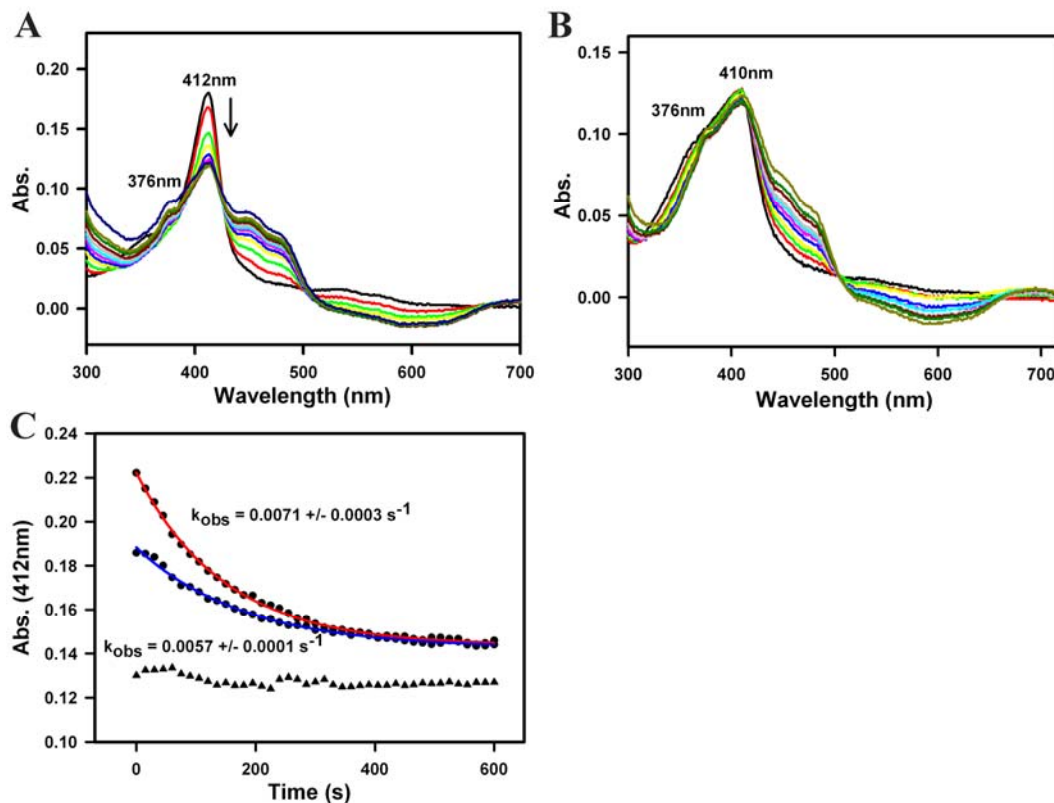 A
412nm
376nm
0.20
0.15
0.10
0.05
0.00
Abs.
300 400 500 600 700
Wavelength (nm)
B
410nm
376nm
0.15
0.10
0.05
0.00
Abs.
300 400 500 600 700
Wavelength (nm)
C
0.24
0.22
0.20
0.18
0.16
0.14
0.12
0.10
Abs. (412nm)
kobs = 0.0071 +/- 0.0003 s-1
kobs = 0.0057 +/- 0.0001 s-1
0 200 400 600
Time (s)